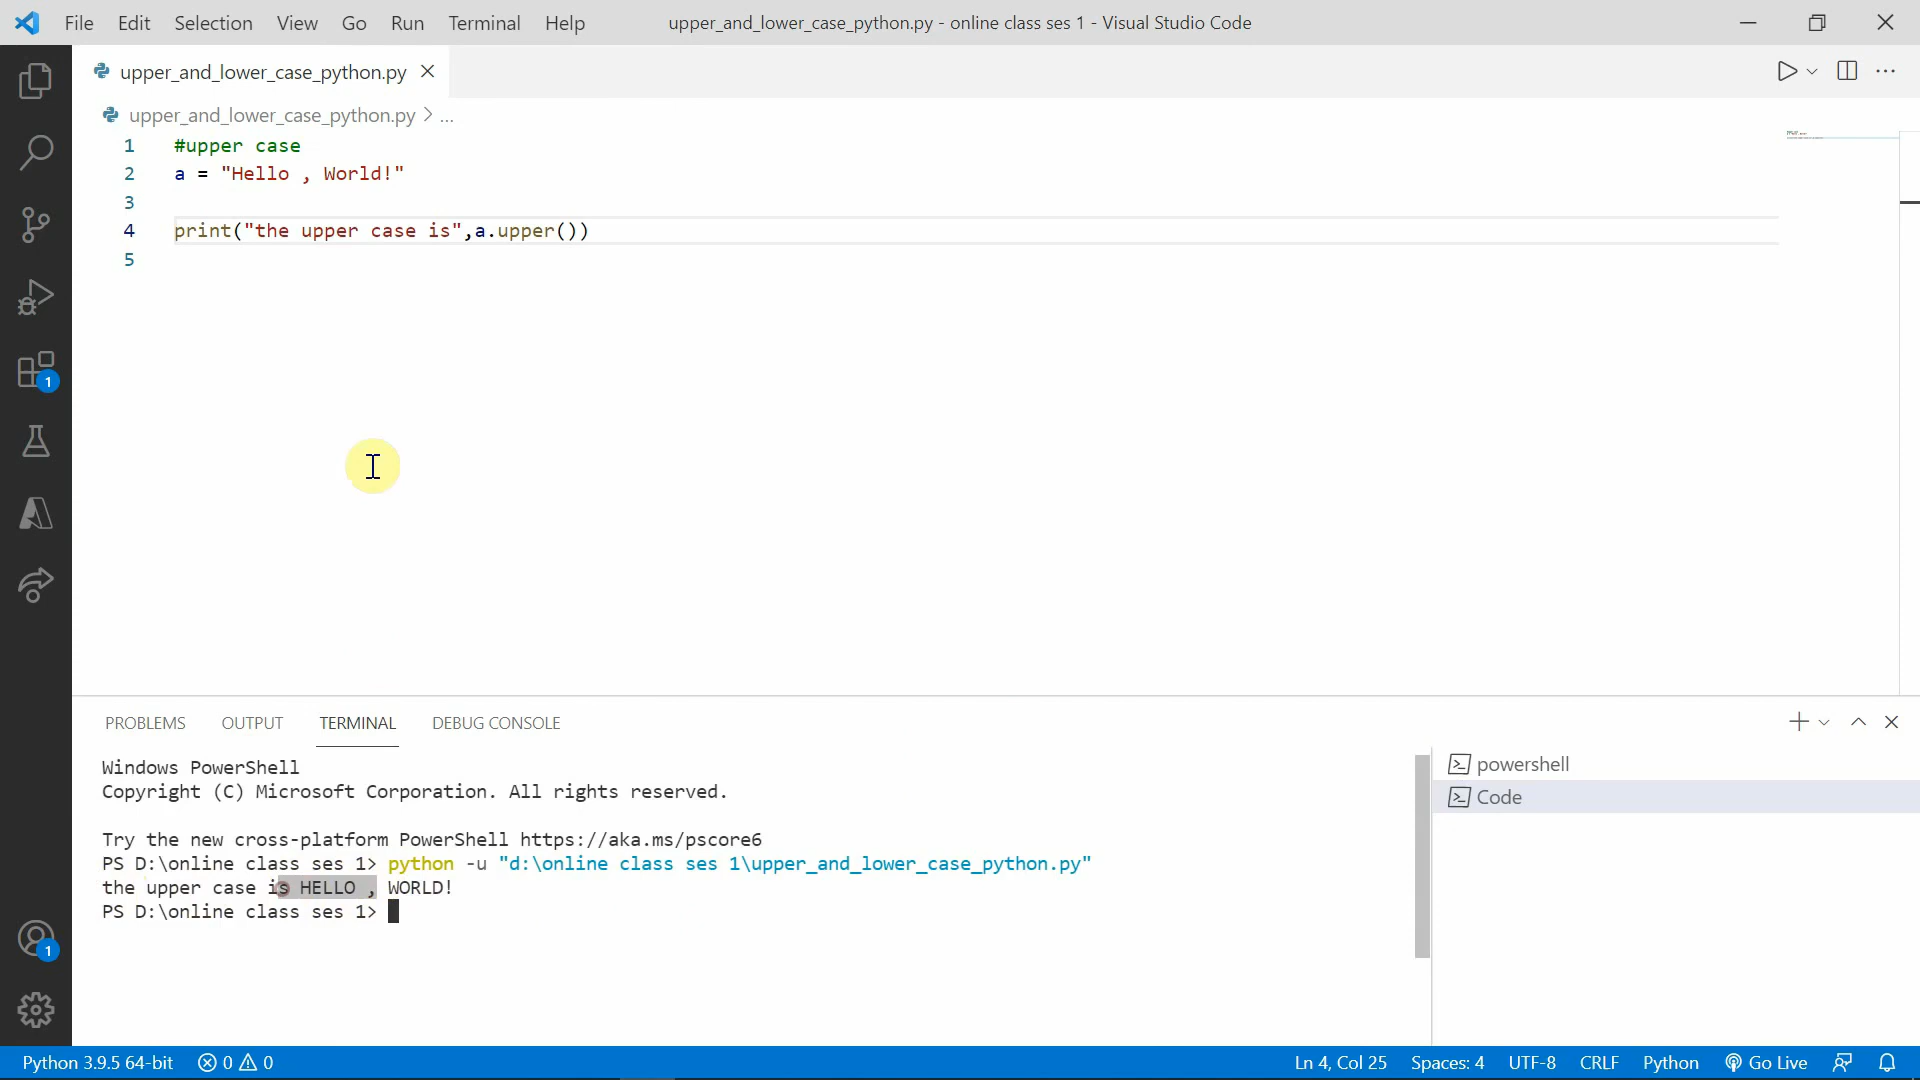 File Edit Selection View Go Run Terminal Help upper_and_lower_case_python.py - online class ses 1 - Visual Studio Code
upper_and_lower_case_python.py
upper_and_lower_case_python.py > ...
1 #upper case
2 a = "Hello , World!"
3
4 print("the upper case is",a.upper())
5
1
PROBLEMS OUTPUT TERMINAL DEBUG CONSOLE
Windows PowerShell
Copyright (C) Microsoft Corporation. All rights reserved.
Try the new cross-platform PowerShell https://aka.ms/pscore6
PS D:\online class ses 1> python -u "d:\online class ses 1\upper_and_lower_case_python.py"
the upper case is HELLO , WORLD!
PS D:\online class ses 1>
powershell
Code
1
Python 3.9.5 64-bit 0 0 Ln 4, Col 25 Spaces: 4 UTF-8 CRLF Python Go Live